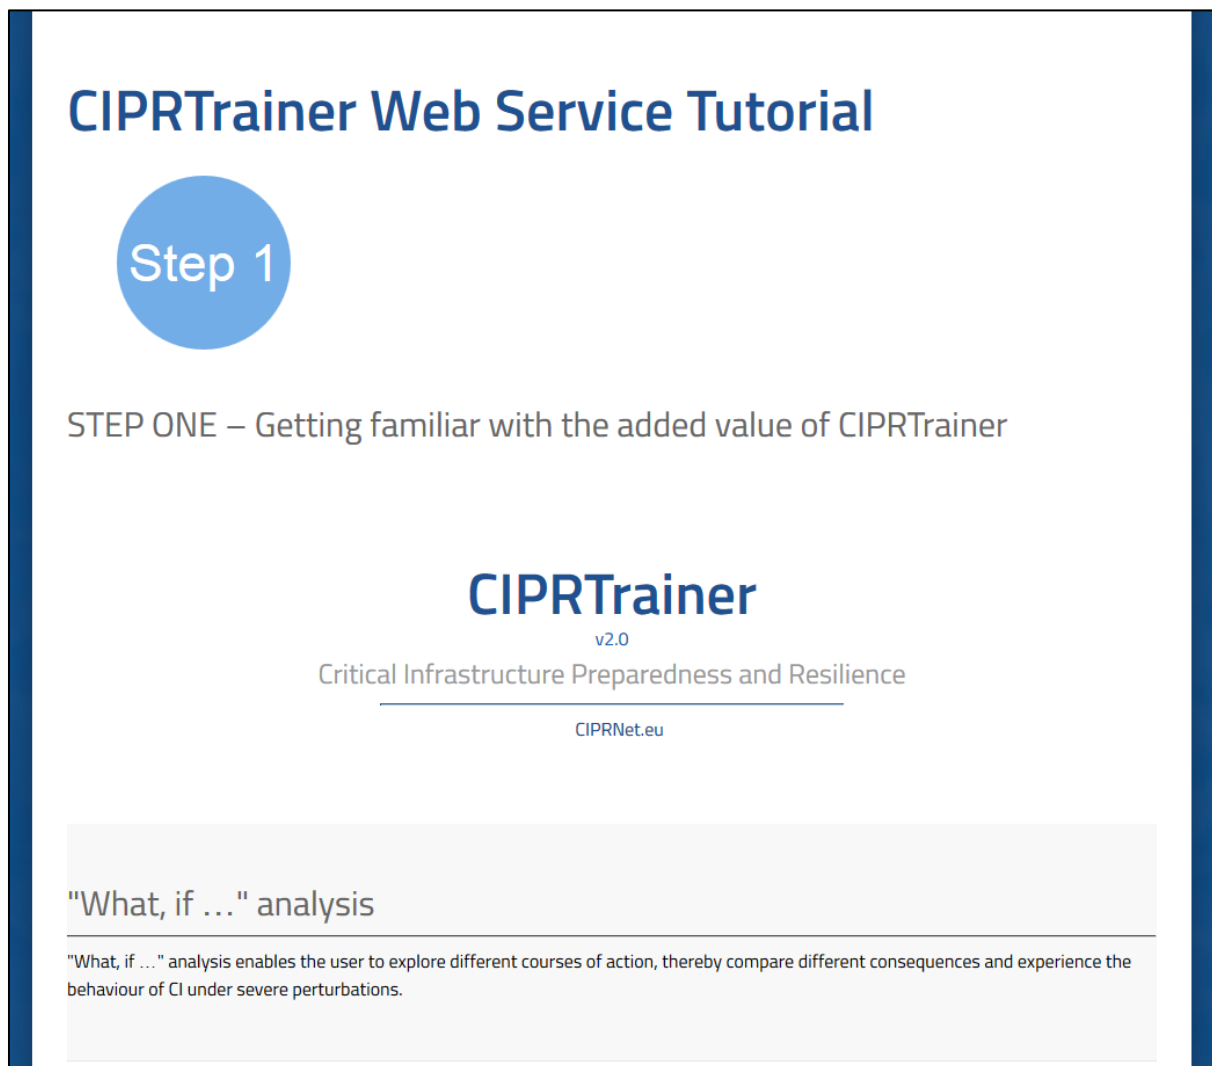 CIPRTrainer Web Service Tutorial
Step 1
STEP ONE – Getting familiar with the added value of CIPRTrainer
CIPRTrainer
v2.0
Critical Infrastructure Preparedness and Resilience
CIPRNet.eu
"What, if …" analysis
"What, if …" analysis enables the user to explore different courses of action, thereby compare different consequences and experience the
behaviour of CI under severe perturbations.